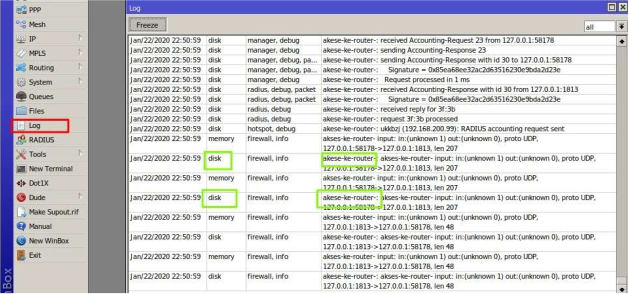 PPP
Mesh
IP
MPLS
Routing
System
Queues
Files
Log
RADIUS
Tools
New Terminal
Dot1X
Dude
Make Supout.rif
Manual
New WinBox
Exit
Box
Log
Freeze
all
Jan/22/2020 22:50:59 disk manager, debug akese-ke-router-: received Accounting-Request 23 from 127.0.0.1:58178
Jan/22/2020 22:50:59 disk manager, debug akese-ke-router-: sending Accounting-Response 23
Jan/22/2020 22:50:59 disk manager, debug, pa... akese-ke-router-: sending Accounting-Response with id 30 to 127.0.0.1:58178
Jan/22/2020 22:50:59 disk manager, debug, pa... akese-ke-router-: Signature = 0x85ea68ee32ac2d63516230e9bda2d23e
Jan/22/2020 22:50:59 disk manager, debug akese-ke-router-: Request processed in 1 ms
Jan/22/2020 22:50:59 disk radius, debug, packet akese-ke-router-: received Accounting-Response with id 30 from 127.0.0.1:1813
Jan/22/2020 22:50:59 disk radius, debug, packet akese-ke-router-: Signature = 0x85ea68ee32ac2d63516230e9bda2d23e
Jan/22/2020 22:50:59 disk radius, debug akese-ke-router-: received reply for 3f:3b
Jan/22/2020 22:50:59 disk radius, debug akese-ke-router-: request 3f:3b processed
Jan/22/2020 22:50:59 disk hotspot, debug akese-ke-router-: ukkbzj (192.168.200.99): RADIUS accounting request sent
Jan/22/2020 22:50:59 memory firewall, info akses-ke-router- input: in:(unknown 1) out:(unknown 0), proto UDP,
127.0.0.1:58178->127.0.0.1:1813, len 207
Jan/22/2020 22:50:59 disk firewall, info akese-ke-router-: akses-ke-router- input: in:(unknown 1) out:(unknown 0), proto UDP,
127.0.0.1:58178->127.0.0.1:1813, len 207
Jan/22/2020 22:50:59 memory firewall, info akses-ke-router- input: in:(unknown 1) out:(unknown 0), proto UDP,
127.0.0.1:58178->127.0.0.1:1813, len 207
Jan/22/2020 22:50:59 disk firewall, info akese-ke-router-: akses-ke-router- input: in:(unknown 1) out:(unknown 0), proto UDP,
127.0.0.1:58178->127.0.0.1:1813, len 207
Jan/22/2020 22:50:59 memory firewall, info akses-ke-router- input: in:(unknown 1) out:(unknown 0), proto UDP,
127.0.0.1:1813->127.0.0.1:58178, len 48
Jan/22/2020 22:50:59 disk firewall, info akese-ke-router-: akses-ke-router- input: in:(unknown 1) out:(unknown 0), proto UDP,
127.0.0.1:1813->127.0.0.1:58178, len 48
Jan/22/2020 22:50:59 memory firewall, info akses-ke-router- input: in:(unknown 1) out:(unknown 0), proto UDP,
127.0.0.1:1813->127.0.0.1:58178, len 48
Jan/22/2020 22:50:59 disk firewall, info akese-ke-router-: akses-ke-router- input: in:(unknown 1) out:(unknown 0), proto UDP,
127.0.0.1:1813->127.0.0.1:58178, len 48